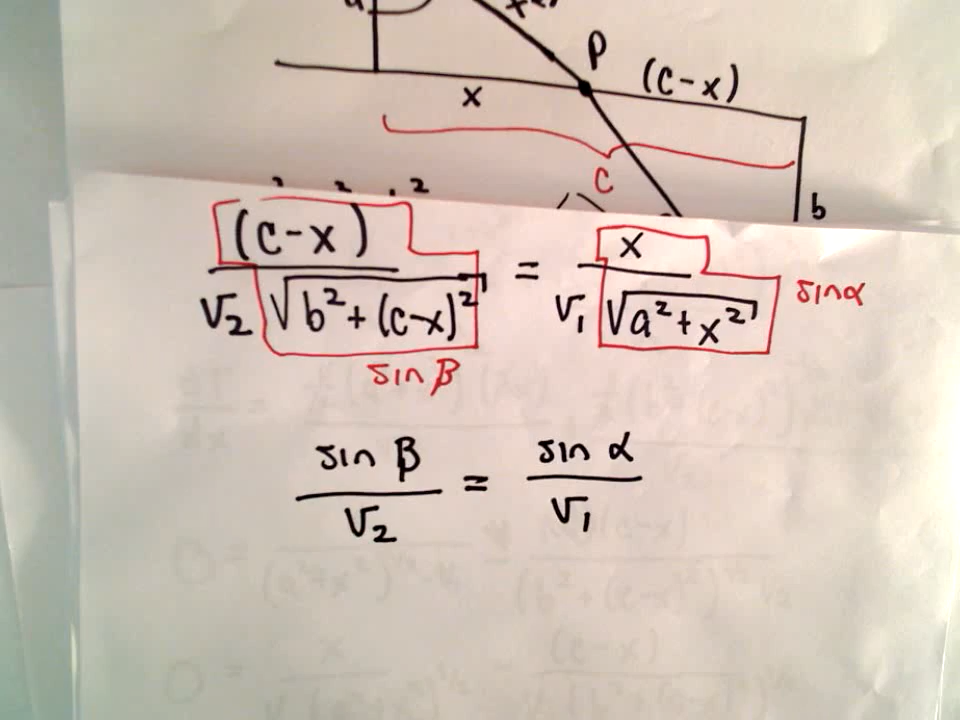 P
(c-x)
x
c
b
(c-x) / (v₂ √(b²+(c-x)²)) = x / (v₁ √(a²+x²))
sin α
sin β
sin β / v₂ = sin α / v₁